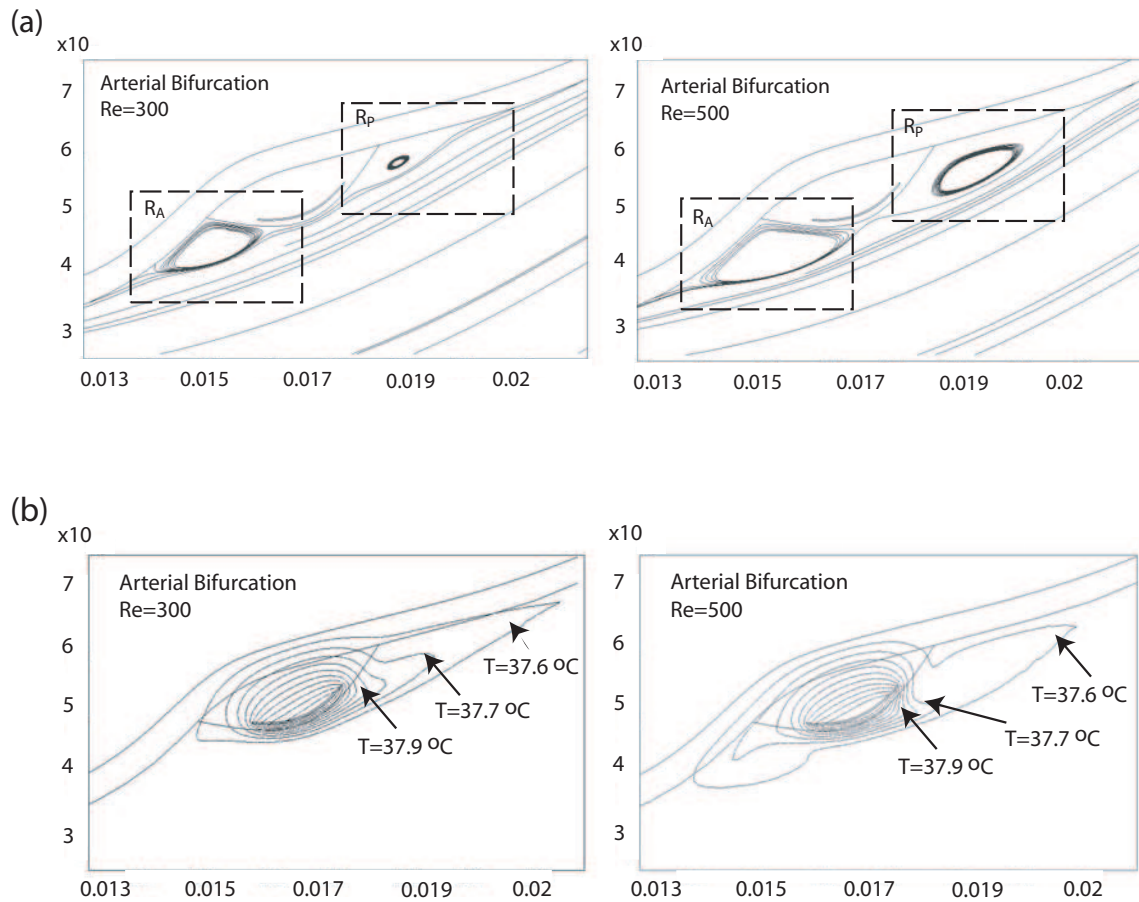 (a)
x10
Arterial Bifurcation
Re=300
7
6
5
4
3
RP
RA
0.013 0.015 0.017 0.019 0.02
x10
Arterial Bifurcation
Re=500
7
6
5
4
3
RP
RA
0.013 0.015 0.017 0.019 0.02
(b)
x10
Arterial Bifurcation
Re=300
7
6
5
4
3
T=37.6 ºC
T=37.7 ºC
T=37.9 ºC
0.013 0.015 0.017 0.019 0.02
x10
Arterial Bifurcation
Re=500
7
6
5
4
3
T=37.6 ºC
T=37.7 ºC
T=37.9 ºC
0.013 0.015 0.017 0.019 0.02